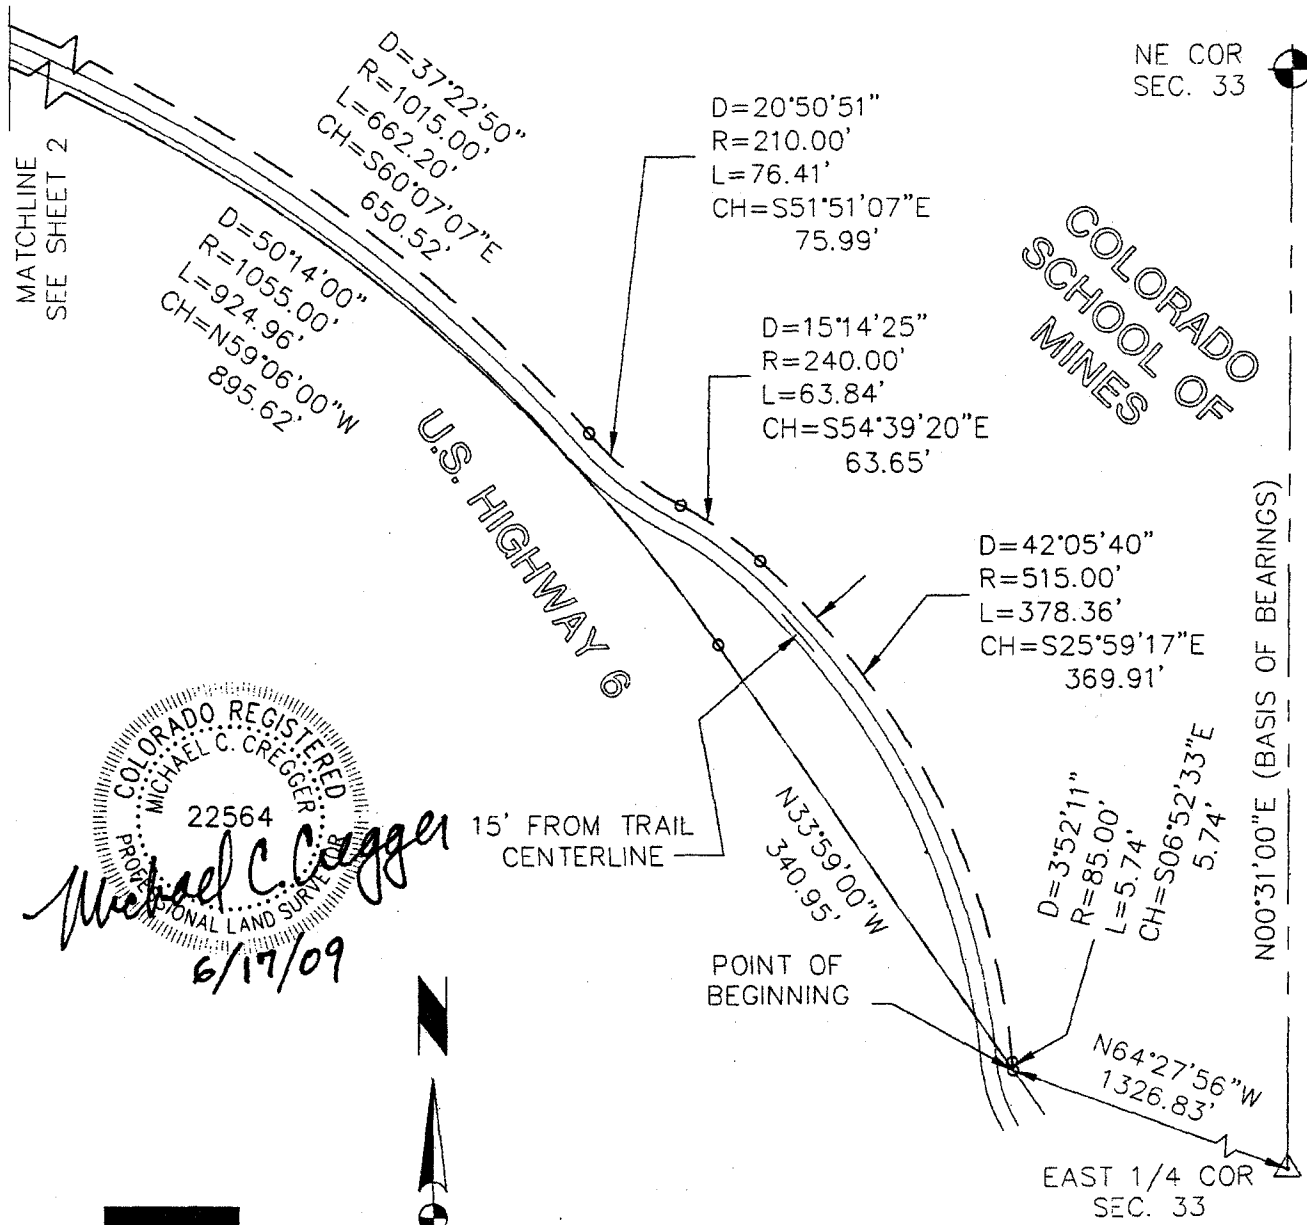 D=37°22'50"
R=1015.00'
L=662.20'
CH=S60°07'07"E
650.52'
NE COR
SEC. 33
D=20°50'51"
R=210.00'
L=76.41'
CH=S51°51'07"E
75.99'
MATCHLINE
SEE SHEET 2
D=50°14'00"
R=1055.00'
L=924.96'
CH=N59°06'00"W
895.62'
COLORADO
SCHOOL OF
MINES
D=15°14'25"
R=240.00'
L=63.84'
CH=S54°39'20"E
63.65'
U.S. HIGHWAY 6
D=42°05'40"
R=515.00'
L=378.36'
CH=S25°59'17"E
369.91'
N00°31'00"E (BASIS OF BEARINGS)
COLORADO REGISTERED
MICHAEL C. CREGGER
22564
PROFESSIONAL LAND SURVEYOR
Michael C. Cregger
6/17/09
15' FROM TRAIL
CENTERLINE
N33°59'00"W
340.95'
D=3°52'11"
R=85.00'
L=5.74'
CH=S06°52'33"E
5.74'
POINT OF
BEGINNING
N64°27'56"W
1326.83'
EAST 1/4 COR
SEC. 33
N